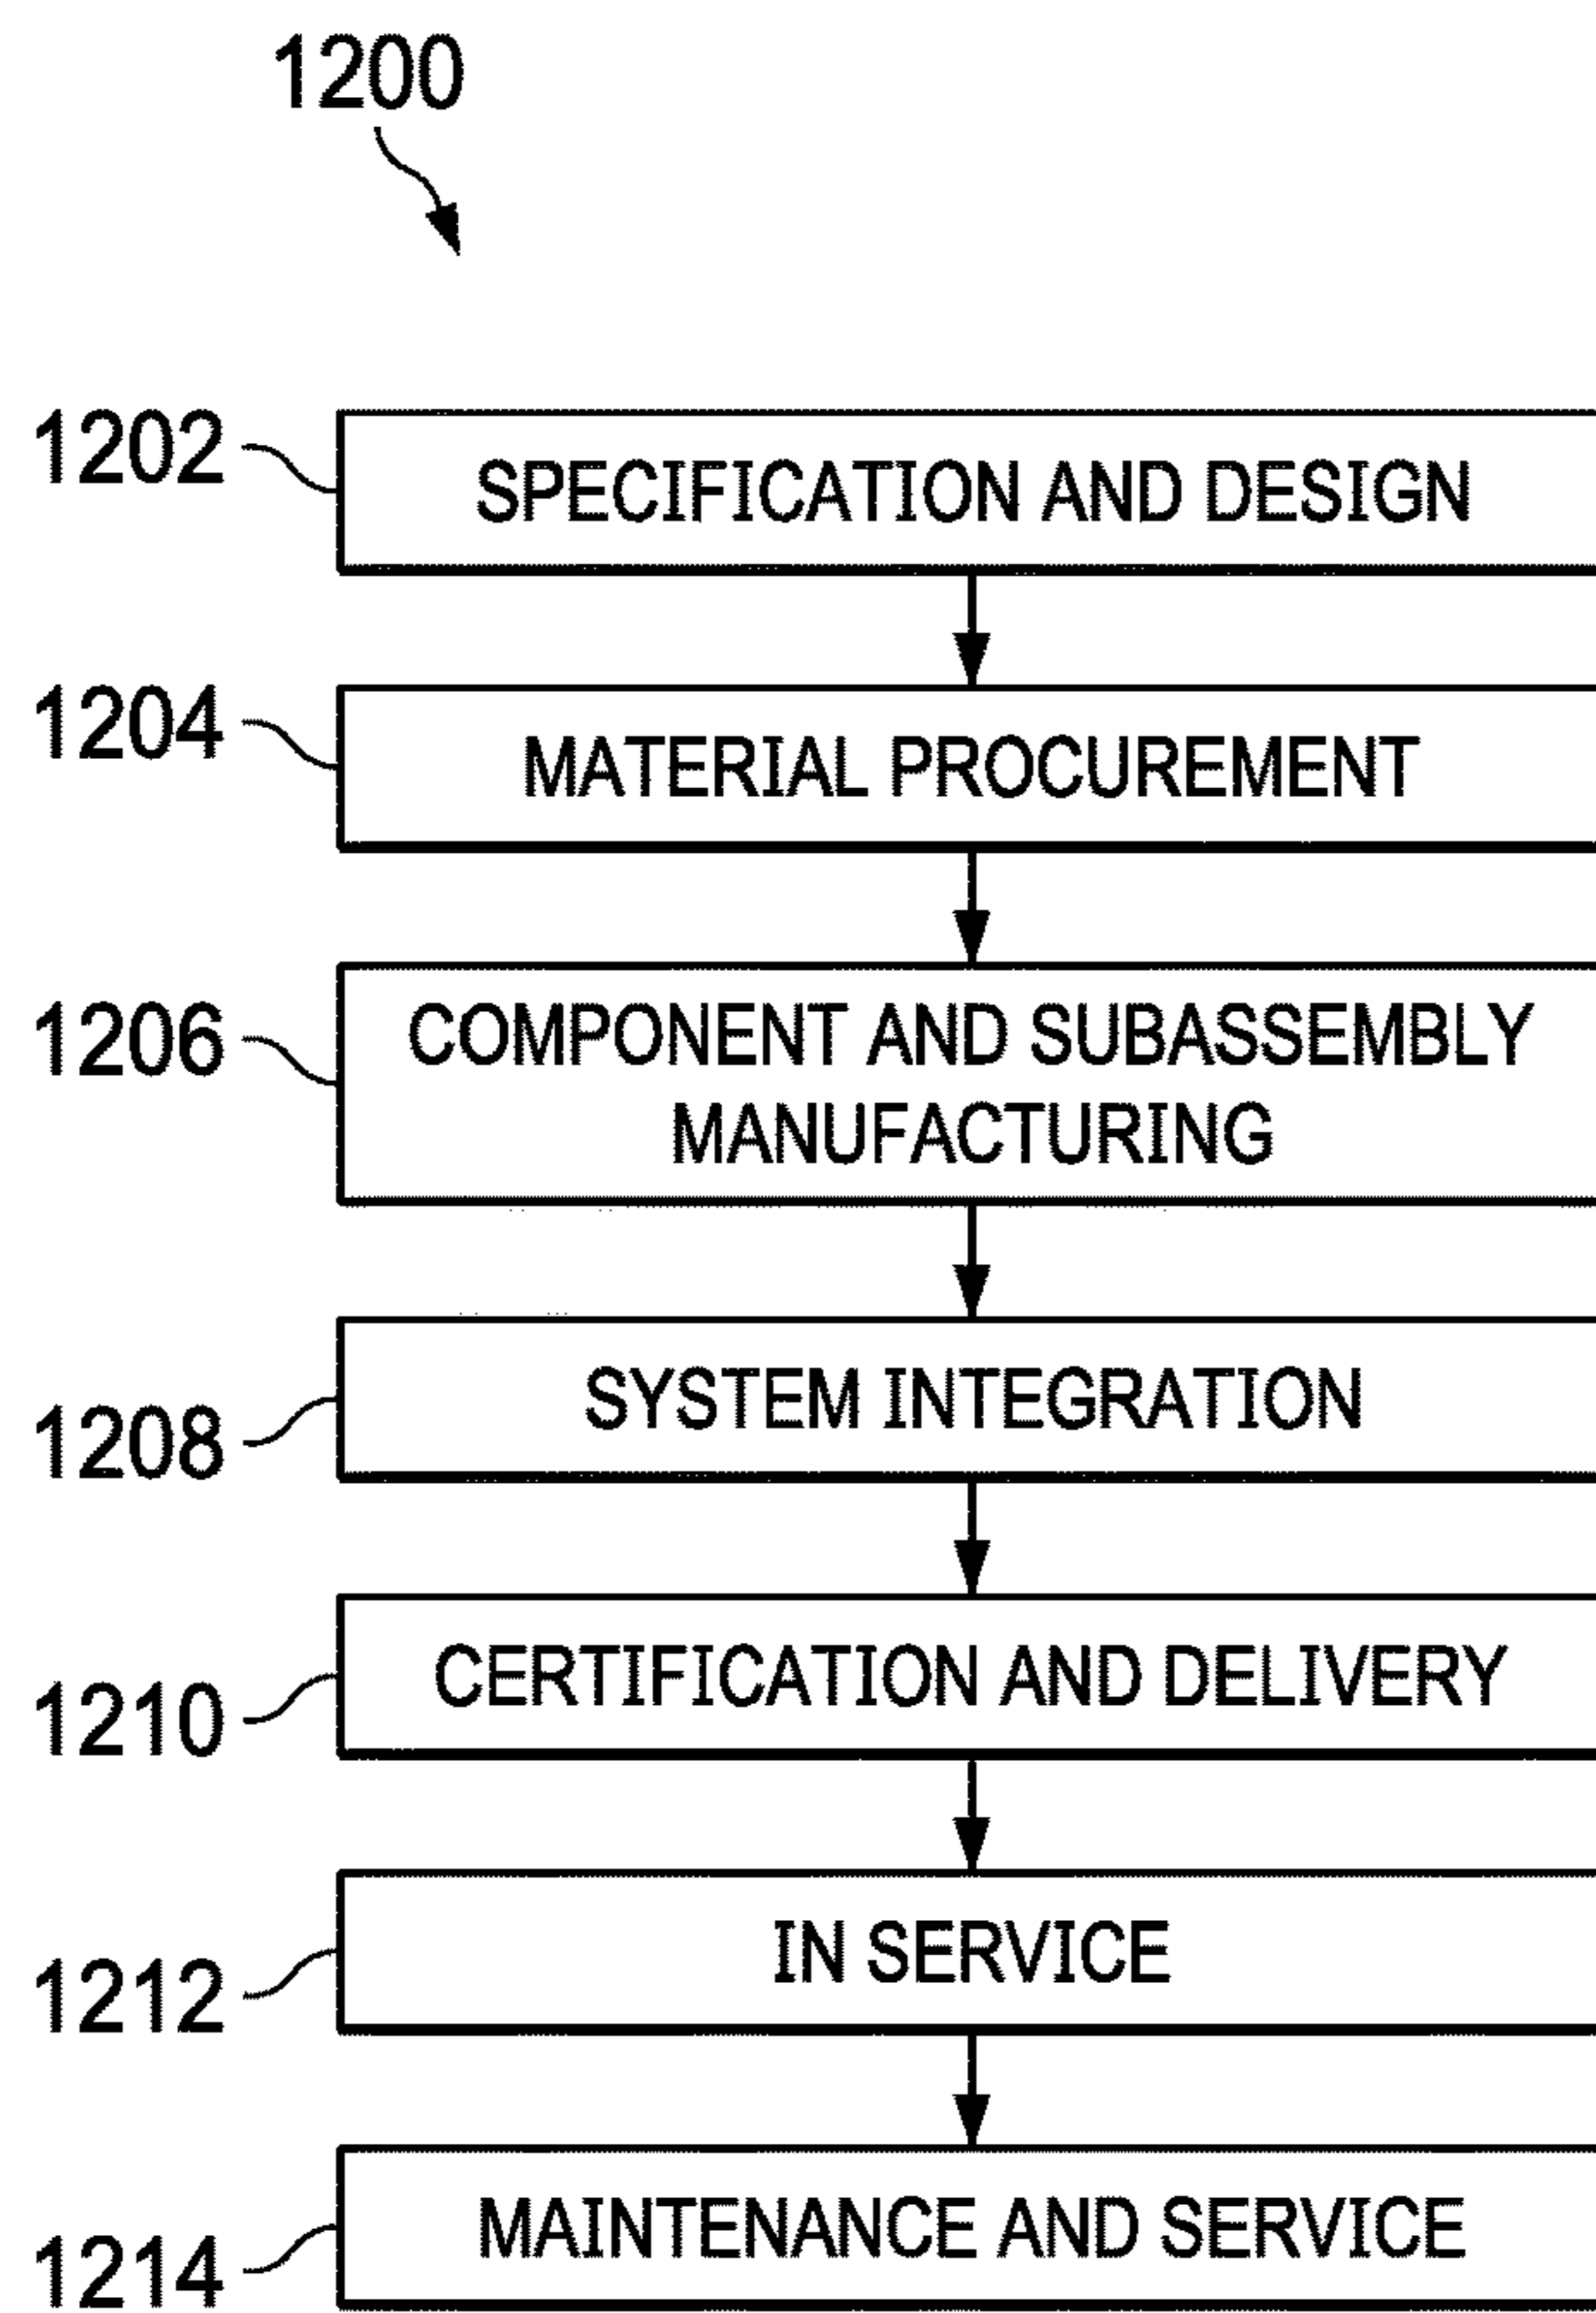 1200
1202
SPECIFICATION AND DESIGN
1204
MATERIAL PROCUREMENT
1206
COMPONENT AND SUBASSEMBLY
MANUFACTURING
1208
SYSTEM INTEGRATION
1210
CERTIFICATION AND DELIVERY
1212
IN SERVICE
1214
MAINTENANCE AND SERVICE